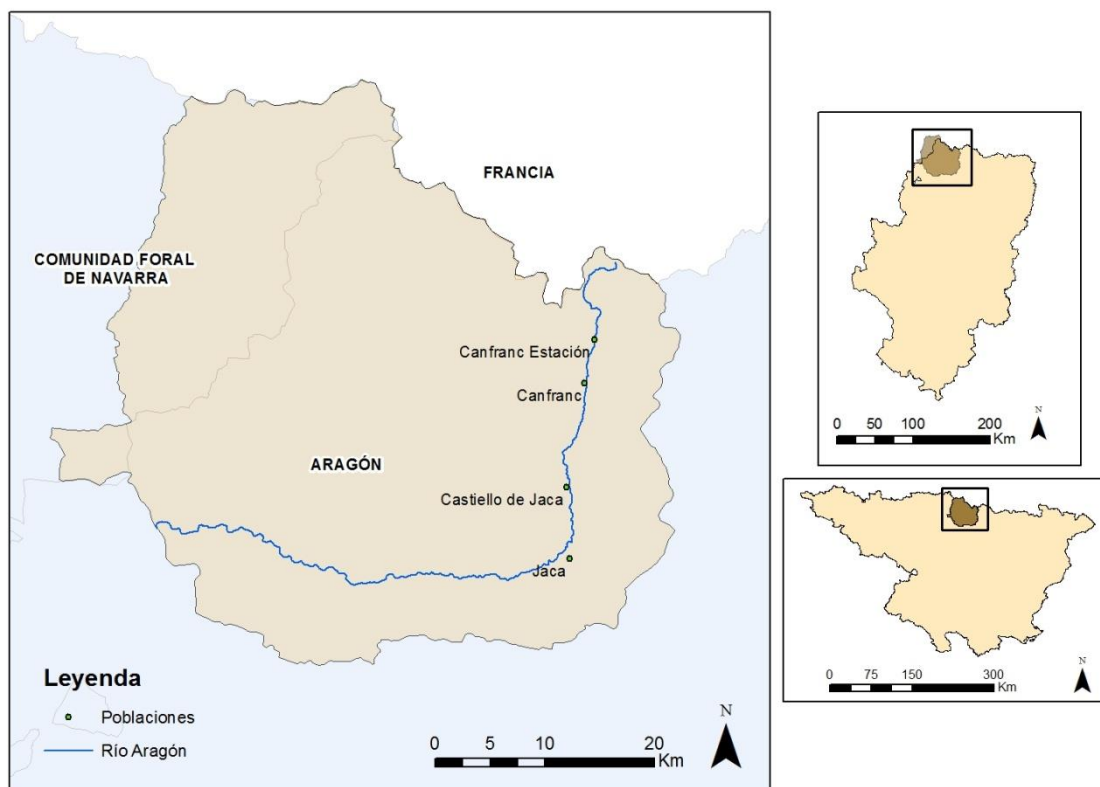 FRANCIA
COMUNIDAD FORAL
DE NAVARRA
Canfranc Estación
Canfranc
ARAGÓN
Castiello de Jaca
Jaca
Leyenda
Poblaciones
Río Aragón
0 5 10 20
Km
N
0 50 100 200
Km
N
0 75 150 300
Km
N